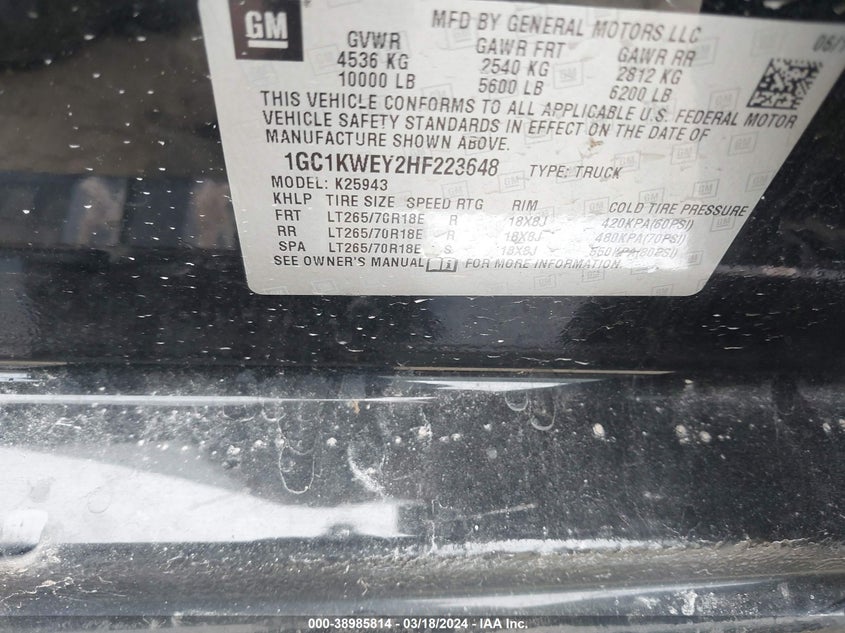 GM
MFD BY GENERAL MOTORS LLC
GVWR GAWR FRT GAWR RR
4536 KG 2540 KG 2812 KG
10000 LB 5600 LB 6200 LB
THIS VEHICLE CONFORMS TO ALL APPLICABLE U.S. FEDERAL MOTOR
VEHICLE SAFETY STANDARDS IN EFFECT ON THE DATE OF
MANUFACTURE SHOWN ABOVE.
1GC1KWEY2HF223648 TYPE: TRUCK
MODEL: K25943
KHLP TIRE SIZE SPEED RTG RIM COLD TIRE PRESSURE
FRT LT265/70R18E R 18X8J 420KPA(60PSI)
RR LT265/70R18E R 18X8J 480KPA(70PSI)
SPA LT265/70R18E S 18X8J 550KPA(80PSI)
SEE OWNER'S MANUAL FOR MORE INFORMATION.
000-38985814 - 03/18/2024 - © IAA Holdings, LLC.